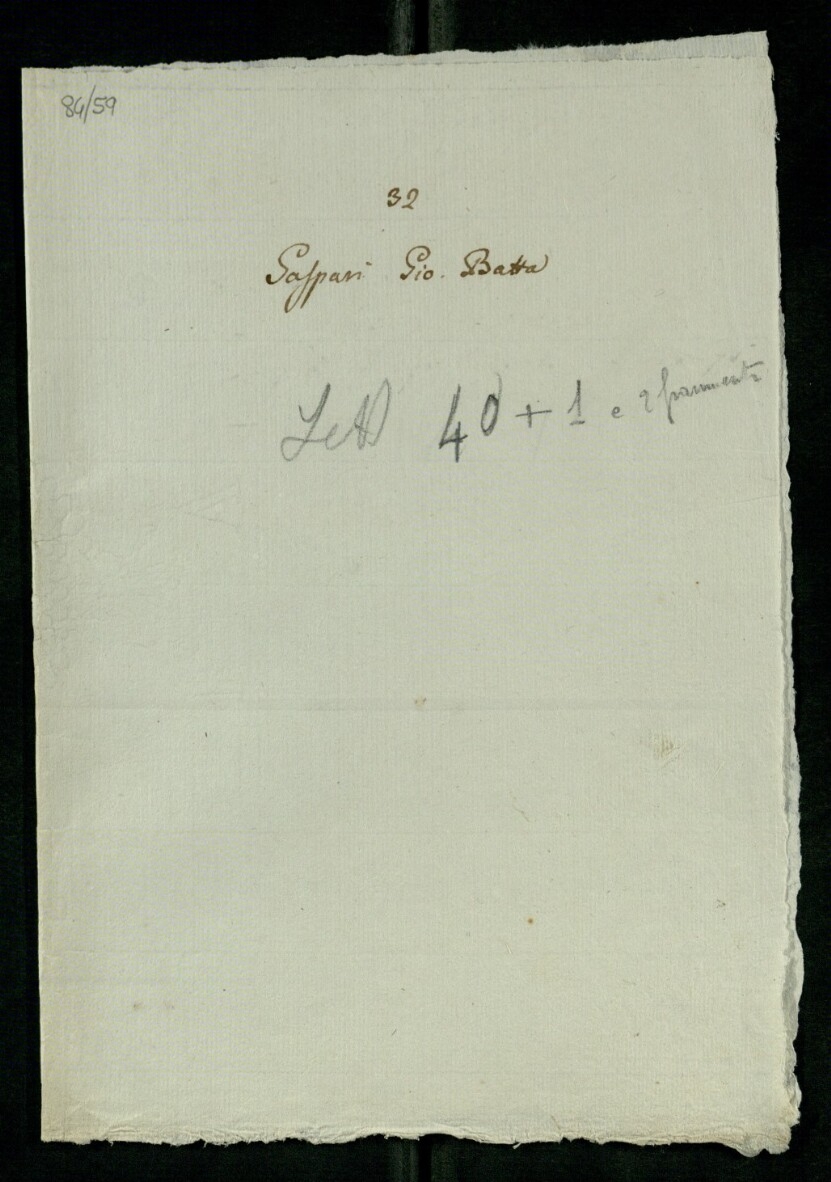 84/59
32
Gaspari Gio. Batta
Lett 40 + 1 e 2 frammenti